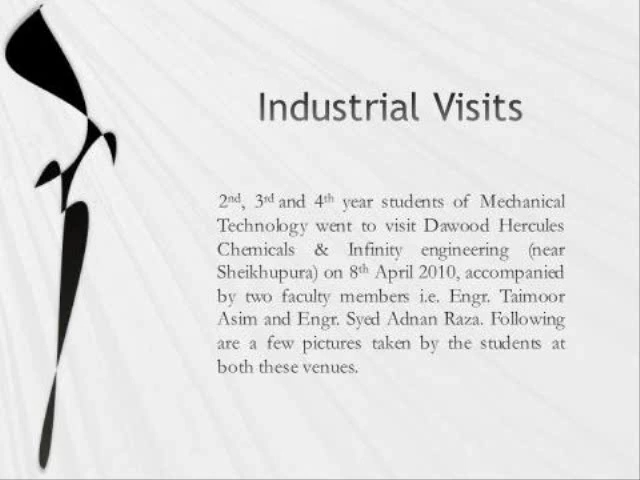 Industrial Visits
2nd, 3rd and 4th year students of Mechanical
Technology went to visit Dawood Hercules
Chemicals & Infinity engineering (near
Sheikhupura) on 8th April 2010, accompanied
by two faculty members i.e. Engr. Taimoor
Asim and Engr. Syed Adnan Raza. Following
are a few pictures taken by the students at
both these venues.